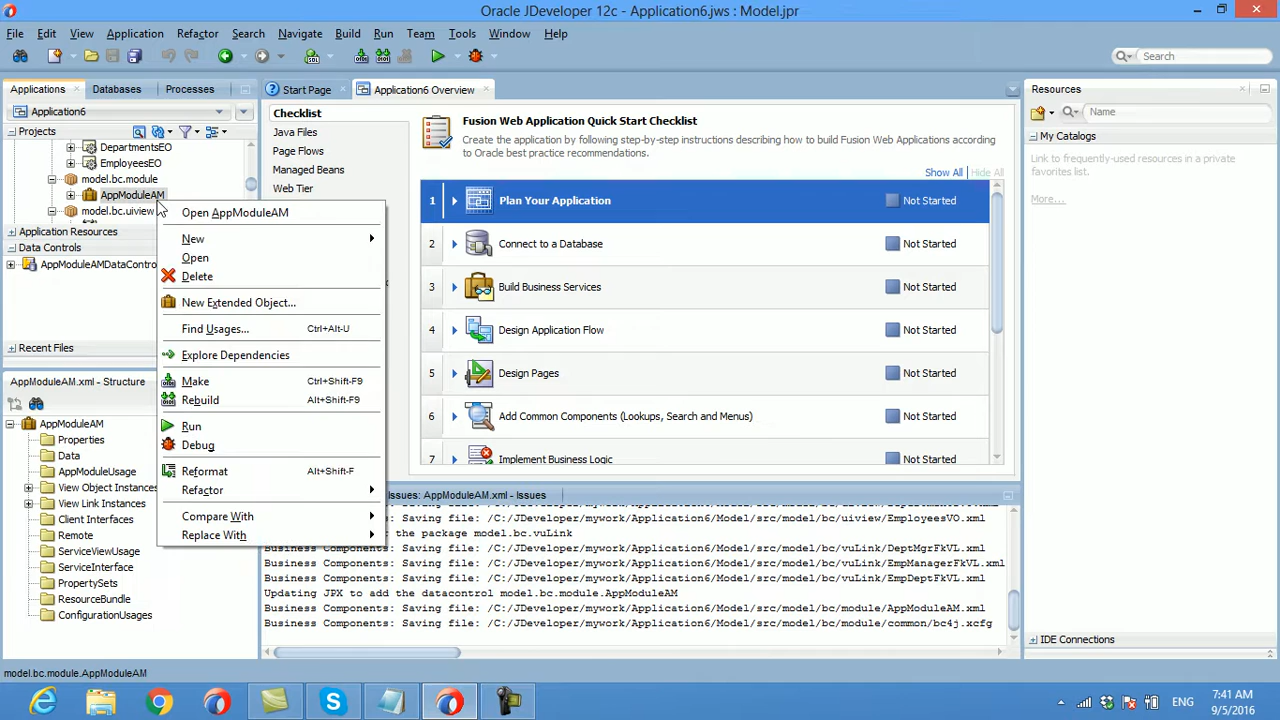 Oracle JDeveloper 12c - Application6.jws : Model.jpr
File Edit View Application Refactor Search Navigate Build Run Team Tools Window Help
Search
Applications
Databases
Processes
Application6
Projects
DepartmentsEO
EmployeesEO
model.bc.module
AppModuleAM
model.bc.uiview
Application Resources
Data Controls
AppModuleAMDataContro
Recent Files
Open AppModuleAM
New
Open
Delete
New Extended Object...
Find Usages... Ctrl+Alt-U
Explore Dependencies
Make Ctrl+Shift-F9
Rebuild Alt+Shift-F9
Run
Debug
Reformat Alt+Shift-F
Refactor
Compare With
Replace With
AppModuleAM.xml - Structure
AppModuleAM
Properties
Data
AppModuleUsage
View Object Instances
View Link Instances
Client Interfaces
Remote
ServiceViewUsage
ServiceInterface
PropertySets
ResourceBundle
ConfigurationUsages
Start Page
Application6 Overview
Checklist
Java Files
Page Flows
Managed Beans
Web Tier
Fusion Web Application Quick Start Checklist
Create the application by following step-by-step instructions describing how to build Fusion Web Applications
according to Oracle best practice recommendations.
Show All Hide All
1 Plan Your Application Not Started
2 Connect to a Database Not Started
3 Build Business Services Not Started
4 Design Application Flow Not Started
5 Design Pages Not Started
6 Add Common Components (Lookups, Search and Menus) Not Started
7 Implement Business Logic Not Started
Issues: AppModuleAM.xml - Issues
Business Components: Saving file: /C:/JDeveloper/mywork/Application6/Model/src/model/bc/uiview/EmployeesVO.xml
the package model.bc.vuLink
Business Components: Saving file: /C:/JDeveloper/mywork/Application6/Model/src/model/bc/vuLink/DeptMgrFkVL.xml
Business Components: Saving file: /C:/JDeveloper/mywork/Application6/Model/src/model/bc/vuLink/EmpManagerFkVL.xml
Business Components: Saving file: /C:/JDeveloper/mywork/Application6/Model/src/model/bc/vuLink/EmpDeptFkVL.xml
Updating JPX to add the datacontrol model.bc.module.AppModuleAM
Business Components: Saving file: /C:/JDeveloper/mywork/Application6/Model/src/model/bc/module/AppModuleAM.xml
Business Components: Saving file: /C:/JDeveloper/mywork/Application6/Model/src/model/bc/module/common/bc4j.xcfg
Resources
Name
My Catalogs
Link to frequently-used resources in a private
favorites list.
More...
IDE Connections
model.bc.module.AppModuleAM
ENG
7:41 AM
9/5/2016